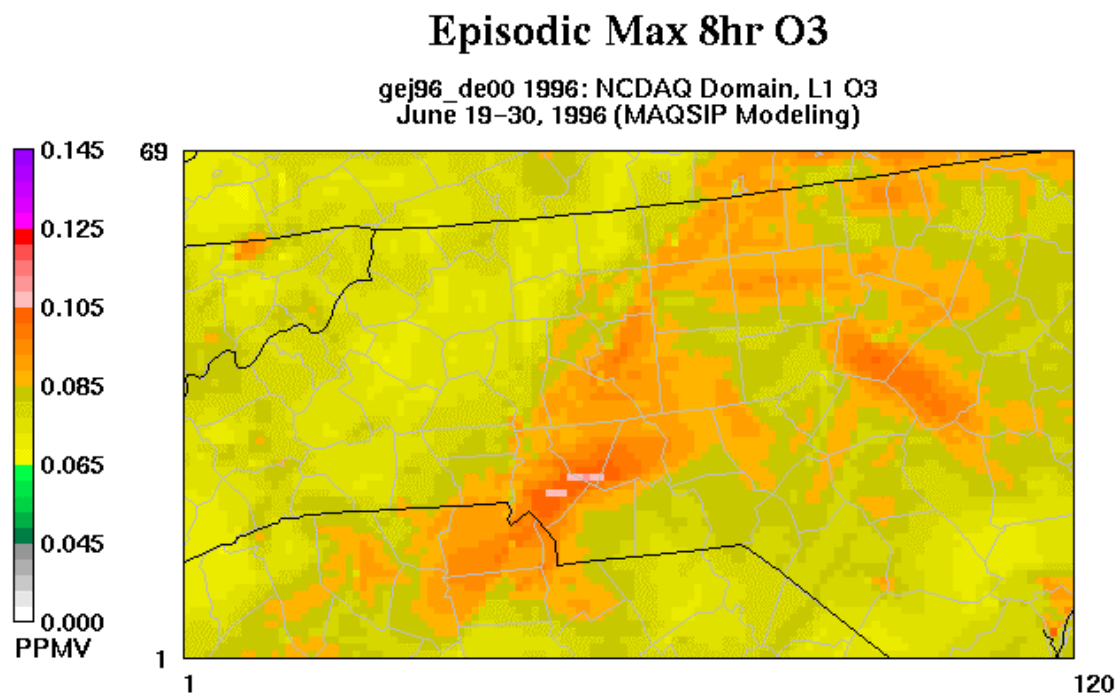 Episodic Max 8hr O3
gej96_de00 1996: NCDAQ Domain, L1 O3
June 19-30, 1996 (MAQSIP Modeling)
0.145
0.125
0.105
0.085
0.065
0.045
0.000
PPMV
69
1
1
120